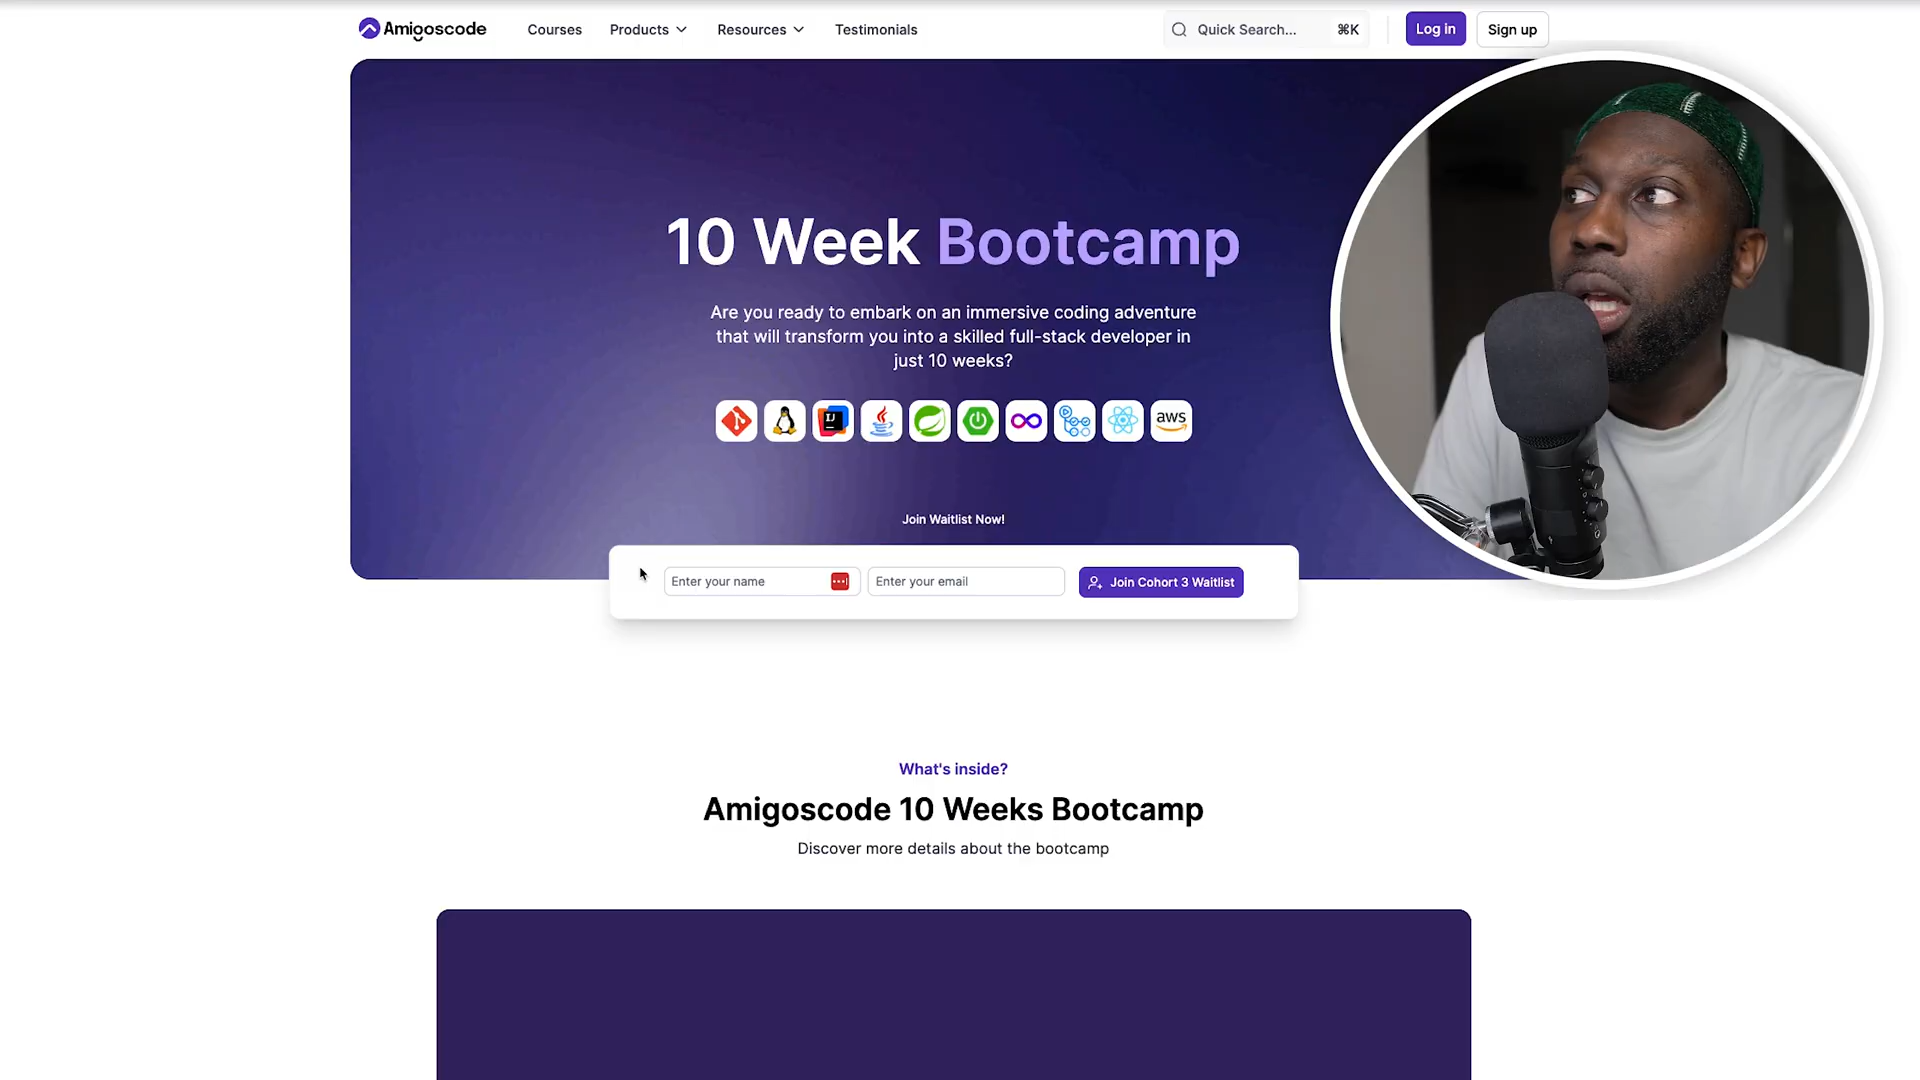 Amigoscode
Courses
Products
Resources
Testimonials
Quick Search...
⌘K
Log in
Sign up
10 Week Bootcamp
Are you ready to embark on an immersive coding adventure
that will transform you into a skilled full-stack developer in
just 10 weeks?
IJ
aws
Join Waitlist Now!
Enter your name
Enter your email
Join Cohort 3 Waitlist
What's inside?
Amigoscode 10 Weeks Bootcamp
Discover more details about the bootcamp